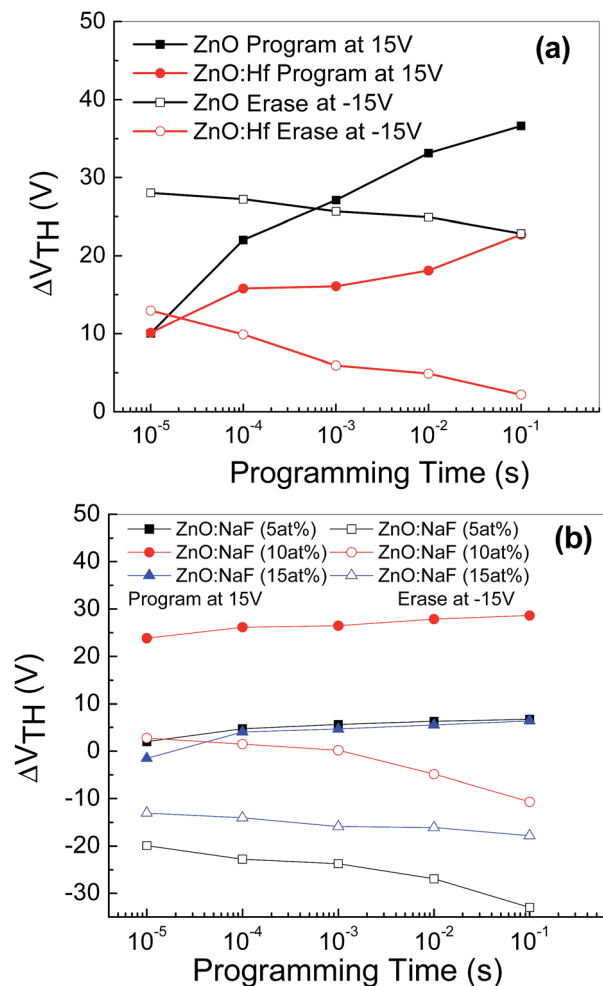 (a)
ZnO Program at 15V
ZnO:Hf Program at 15V
ZnO Erase at -15V
ZnO:Hf Erase at -15V
50
40
30
20
10
0
ΔV_TH (V)
10^-5 10^-4 10^-3 10^-2 10^-1
Programming Time (s)
(b)
ZnO:NaF (5at%) ZnO:NaF (5at%)
ZnO:NaF (10at%) ZnO:NaF (10at%)
ZnO:NaF (15at%) ZnO:NaF (15at%)
Program at 15V Erase at -15V
50
40
30
20
10
0
-10
-20
-30
ΔV_TH (V)
10^-5 10^-4 10^-3 10^-2 10^-1
Programming Time (s)